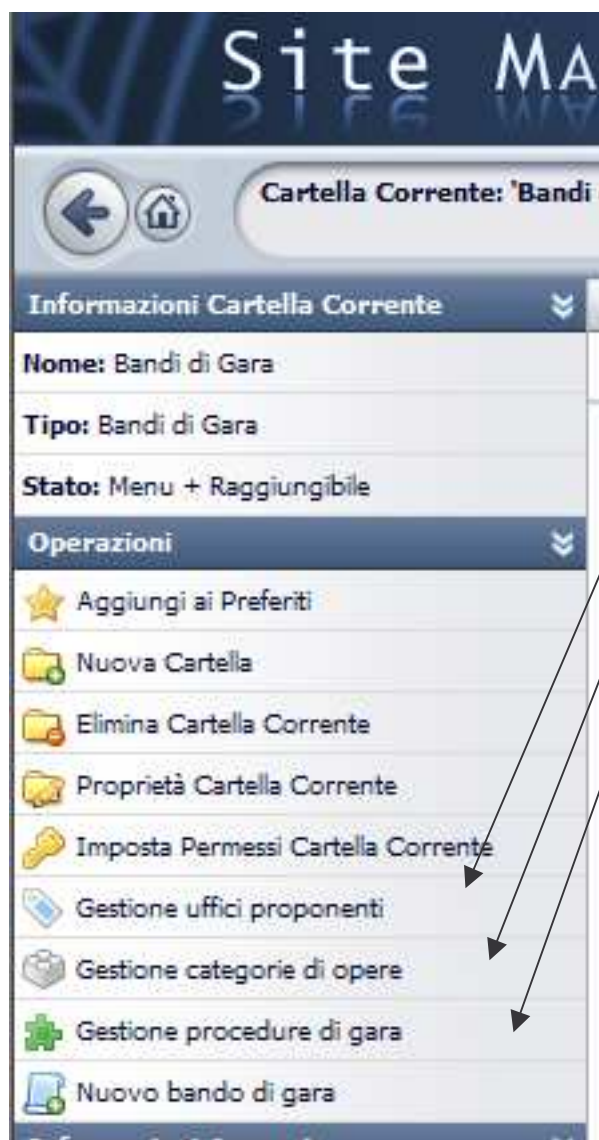 Site Ma
Cartella Corrente: 'Bandi
Informazioni Cartella Corrente
Nome: Bandi di Gara
Tipo: Bandi di Gara
Stato: Menu + Raggiungibile
Operazioni
Aggiungi ai Preferiti
Nuova Cartella
Elimina Cartella Corrente
Proprietà Cartella Corrente
Imposta Permessi Cartella Corrente
Gestione uffici proponenti
Gestione categorie di opere
Gestione procedure di gara
Nuovo bando di gara